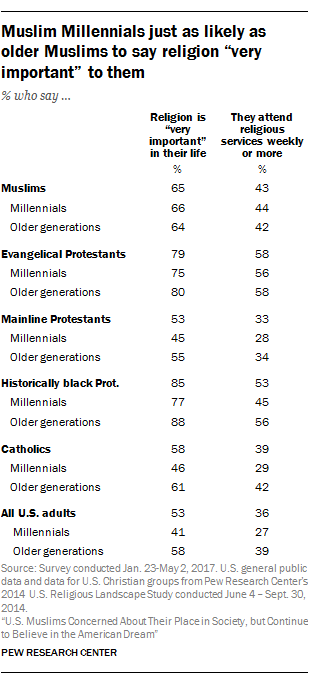 Muslim Millennials just as likely as
older Muslims to say religion “very
important” to them
% who say ...
Religion is “very important” in their life
They attend religious services weekly or more
% %
Muslims 65 43
Millennials 66 44
Older generations 64 42
Evangelical Protestants 79 58
Millennials 75 56
Older generations 80 58
Mainline Protestants 53 33
Millennials 45 28
Older generations 55 34
Historically black Prot. 85 53
Millennials 77 45
Older generations 88 56
Catholics 58 39
Millennials 46 29
Older generations 61 42
All U.S. adults 53 36
Millennials 41 27
Older generations 58 39
Source: Survey conducted Jan. 23-May 2, 2017. U.S. general public
data and data for U.S. Christian groups from Pew Research Center’s
2014 U.S. Religious Landscape Study conducted June 4 – Sept. 30,
2014.
“U.S. Muslims Concerned About Their Place in Society, but Continue
to Believe in the American Dream”
PEW RESEARCH CENTER